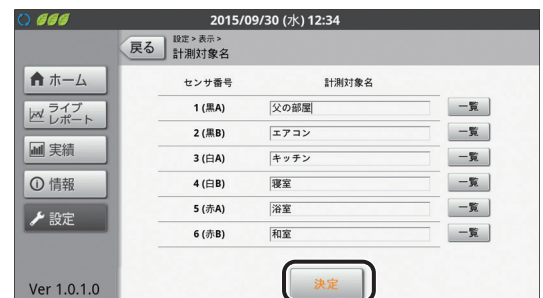 2015/09/30 (水) 12:34
戻る
設定 > 表示 >
計測対象名
ホーム
ライブ
レポート
実績
情報
設定
Ver 1.0.1.0
センサ番号 計測対象名
1 (黒A) 父の部屋 一覧
2 (黒B) エアコン 一覧
3 (白A) キッチン 一覧
4 (白B) 寝室 一覧
5 (赤A) 浴室 一覧
6 (赤B) 和室 一覧
決定